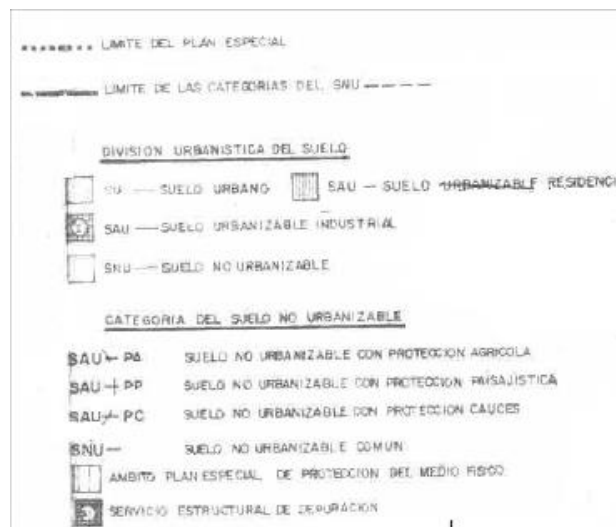 LIMITE DEL PLAN ESPECIAL
LIMITE DE LAS CATEGORIAS DEL SNU
DIVISION URBANISTICA DEL SUELO
SU — SUELO URBANO SAU — SUELO URBANIZABLE RESIDENC
SAU — SUELO URBANIZABLE INDUSTRIAL
SNU — SUELO NO URBANIZABLE
CATEGORIA DEL SUELO NO URBANIZABLE
SAU - PA SUELO NO URBANIZABLE CON PROTECCION AGRICOLA
SAU - PP SUELO NO URBANIZABLE CON PROTECCION PAISAJISTICA
SAU - PC SUELO NO URBANIZABLE CON PROTECCION CAUCES
SNU — SUELO NO URBANIZABLE COMUN
AMBITO PLAN ESPECIAL DE PROTECCION DEL MEDIO FISICO
SERVICIO ESTRUCTURAL DE DEPURACION